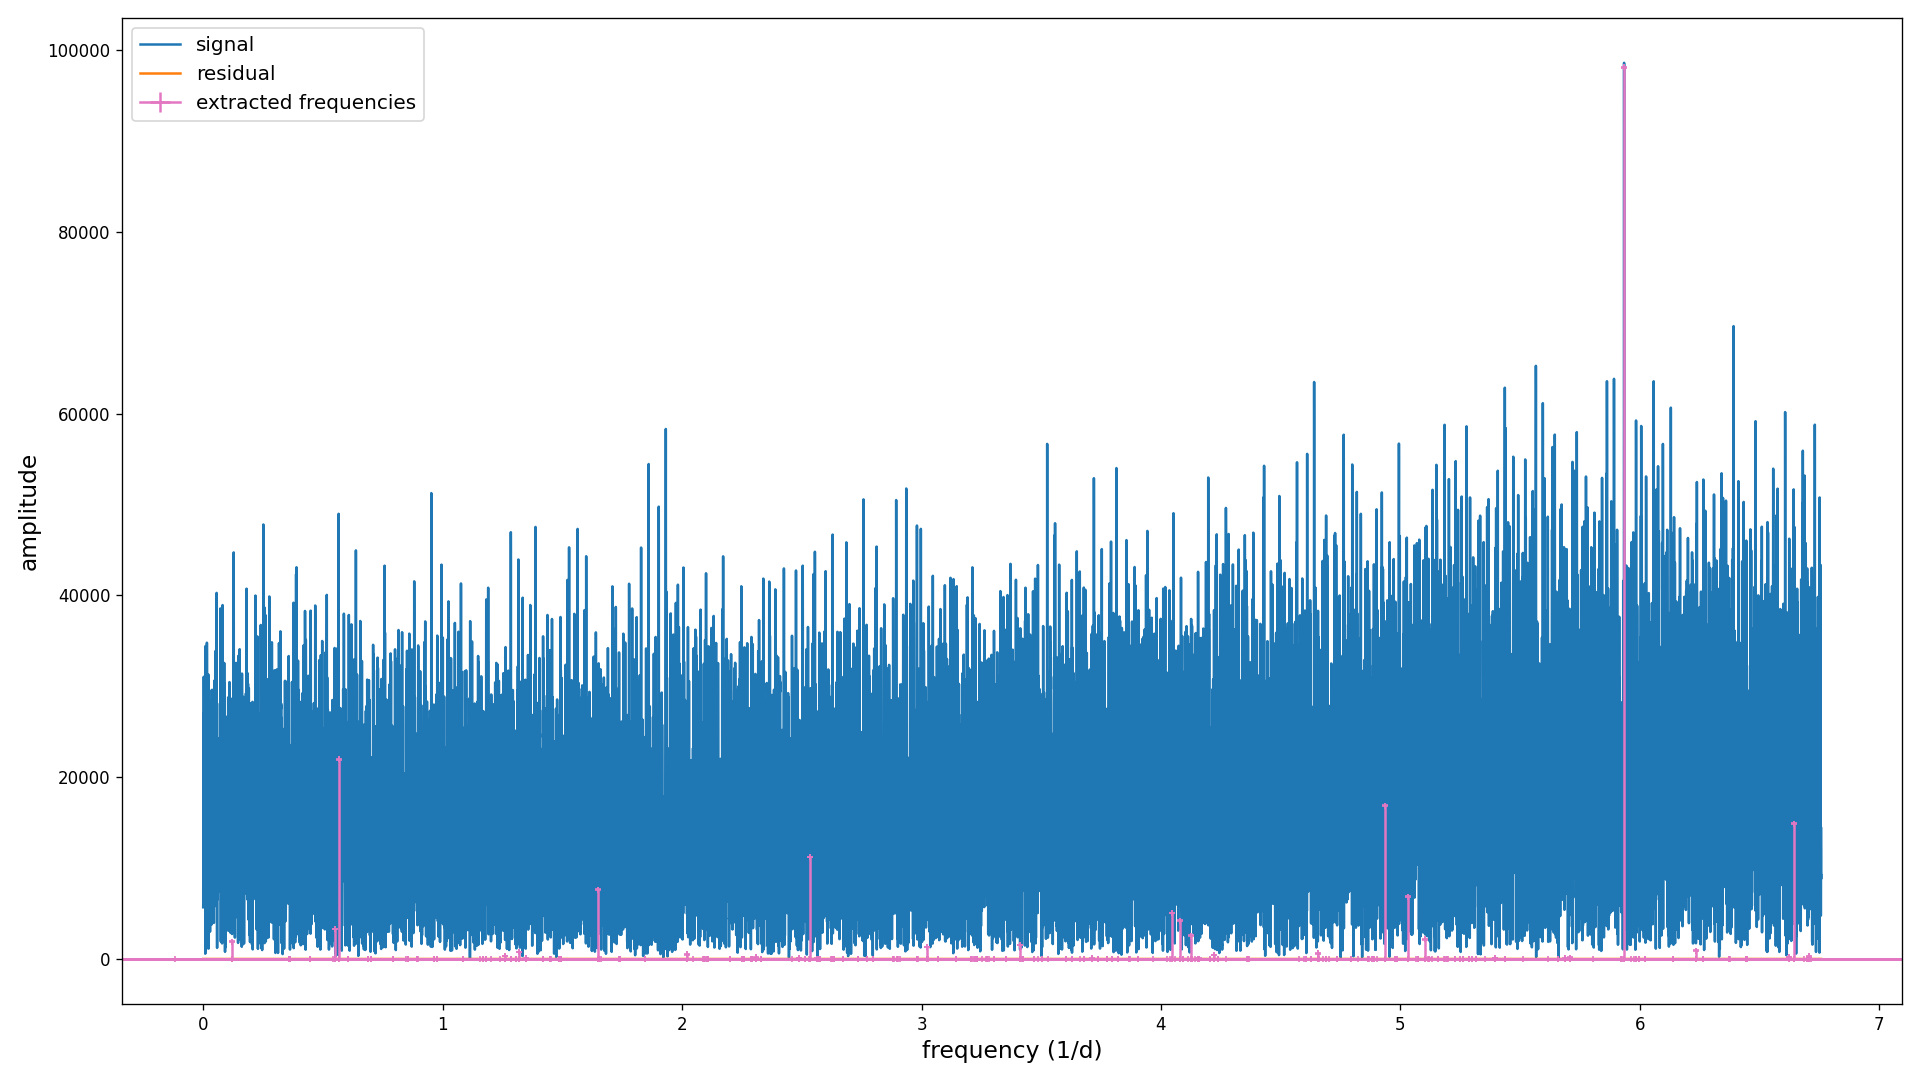 signal
residual
extracted frequencies
100000
80000
60000
40000
20000
0
amplitude
0 1 2 3 4 5 6 7
frequency (1/d)